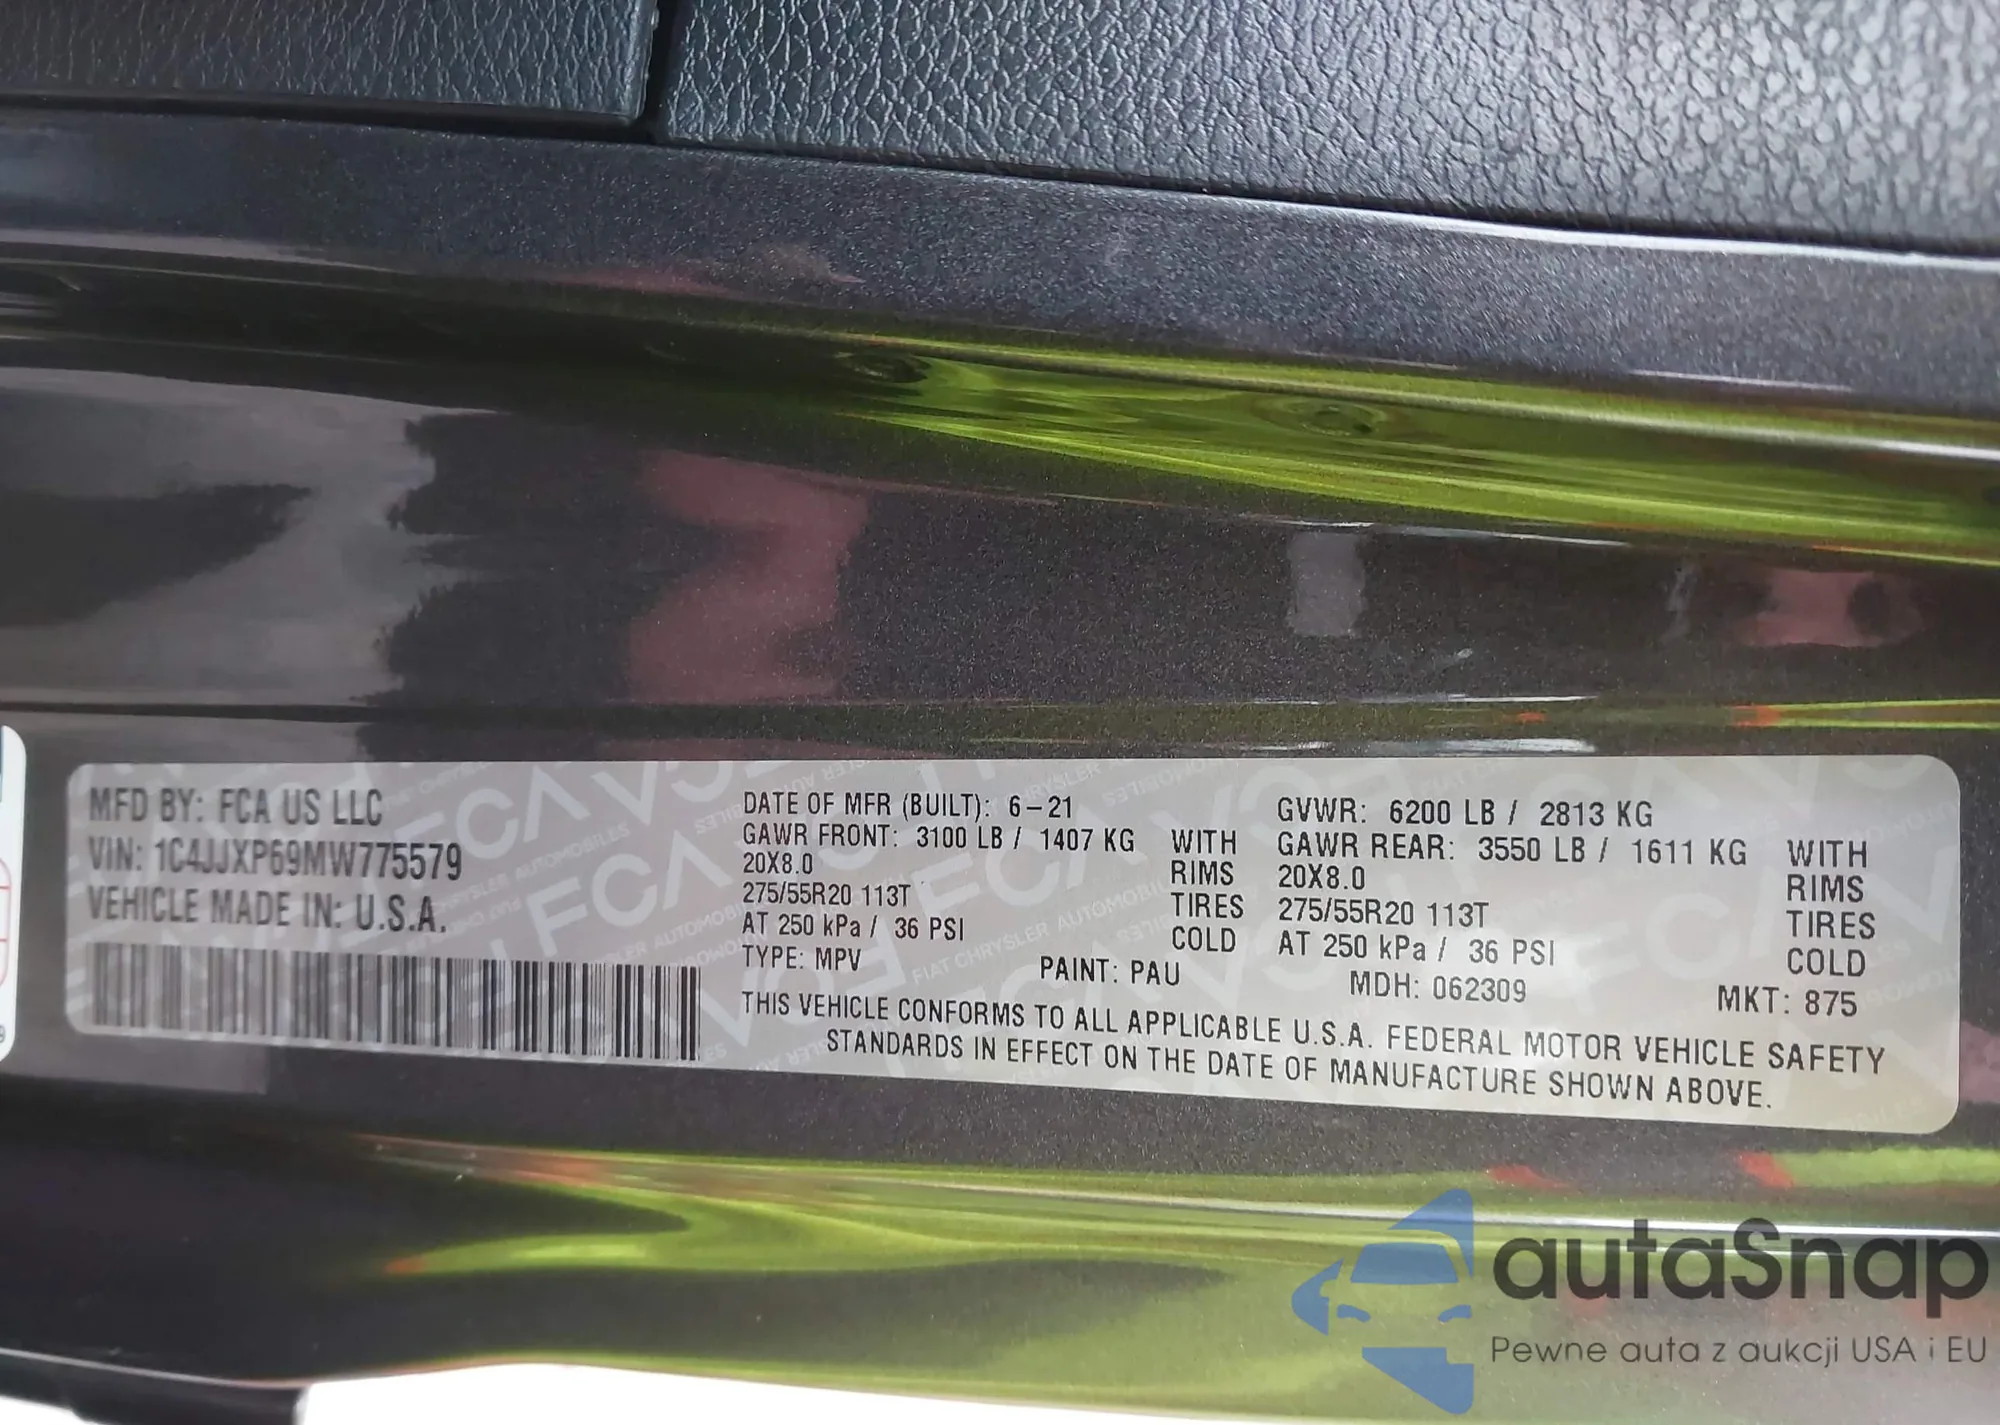 MFD BY: FCA US LLC
VIN: 1C4JJXP69MW775579
VEHICLE MADE IN: U.S.A.
DATE OF MFR (BUILT): 6-21
GAWR FRONT: 3100 LB / 1407 KG WITH
20X8.0 RIMS
275/55R20 113T TIRES
AT 250 kPa / 36 PSI COLD
TYPE: MPV
GVWR: 6200 LB / 2813 KG
GAWR REAR: 3550 LB / 1611 KG WITH
20X8.0 RIMS
275/55R20 113T TIRES
AT 250 kPa / 36 PSI COLD
PAINT: PAU MDH: 062309 MKT: 875
THIS VEHICLE CONFORMS TO ALL APPLICABLE U.S.A. FEDERAL MOTOR VEHICLE SAFETY
STANDARDS IN EFFECT ON THE DATE OF MANUFACTURE SHOWN ABOVE.
autaSnap
Pewne auta z aukcji USA i EU